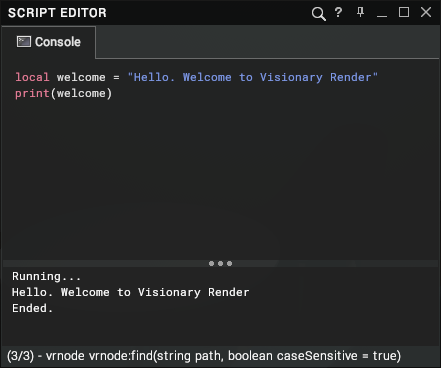 SCRIPT EDITOR
?
Console
local welcome = "Hello. Welcome to Visionary Render"
print(welcome)
Running...
Hello. Welcome to Visionary Render
Ended.
(3/3) - vrnode vrnode:find(string path, boolean caseSensitive = true)